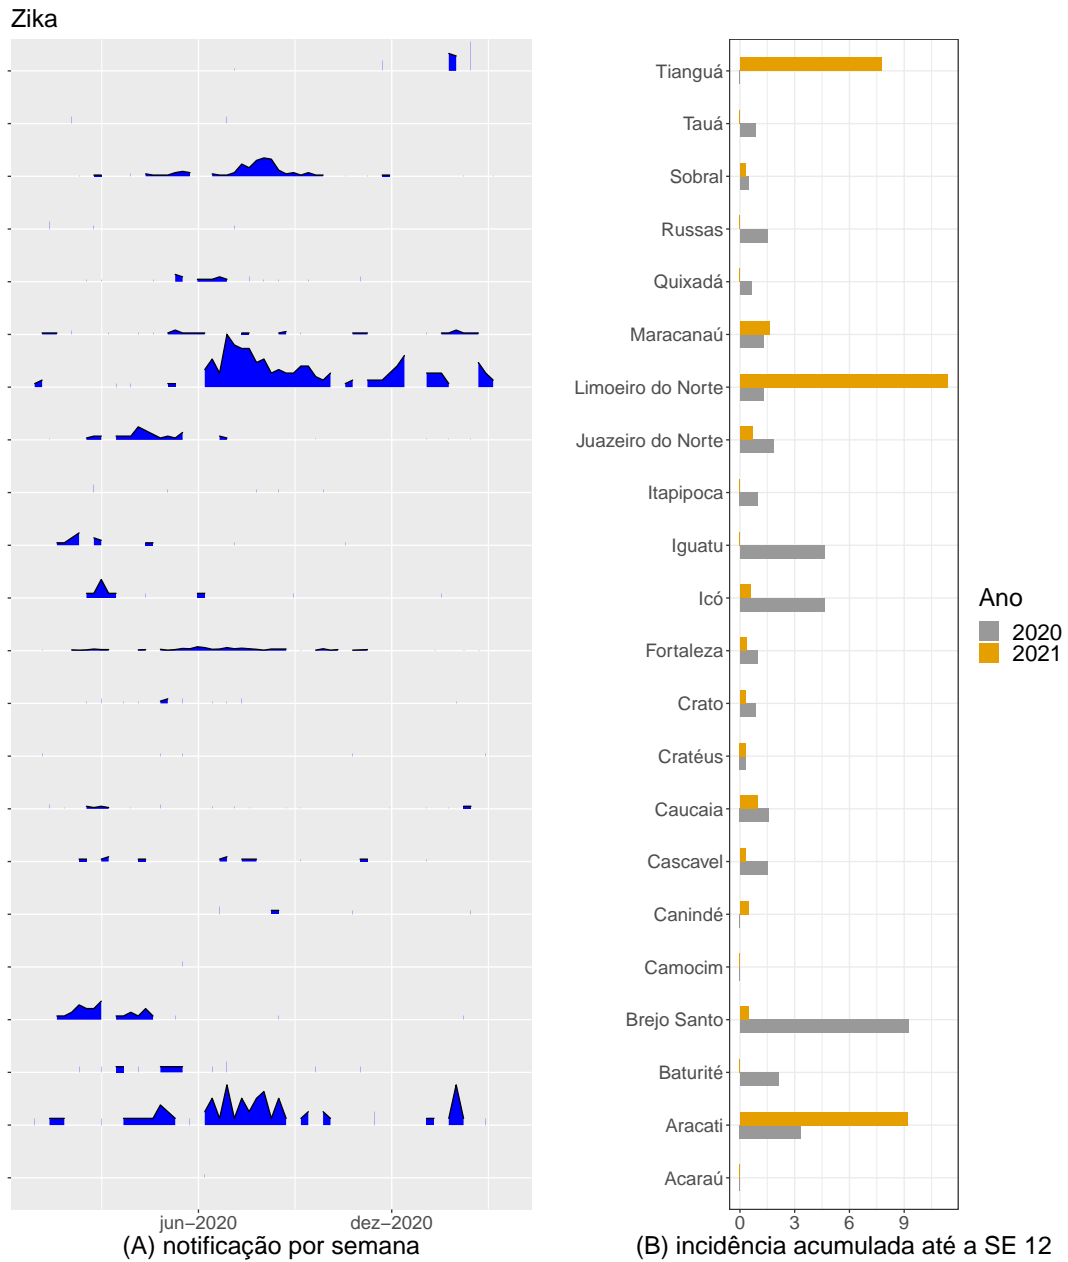 Zika
Tianguá
Tauá
Sobral
Russas
Quixadá
Maracanaú
Limoeiro do Norte
Juazeiro do Norte
Itapipoca
Iguatu
Icó
Fortaleza
Crato
Cratéus
Caucaia
Cascavel
Canindé
Camocim
Brejo Santo
Baturité
Aracati
Acaraú
Ano
2020
2021
jun−2020 dez−2020
0 3 6 9
(A) notificação por semana
(B) incidência acumulada até a SE 12